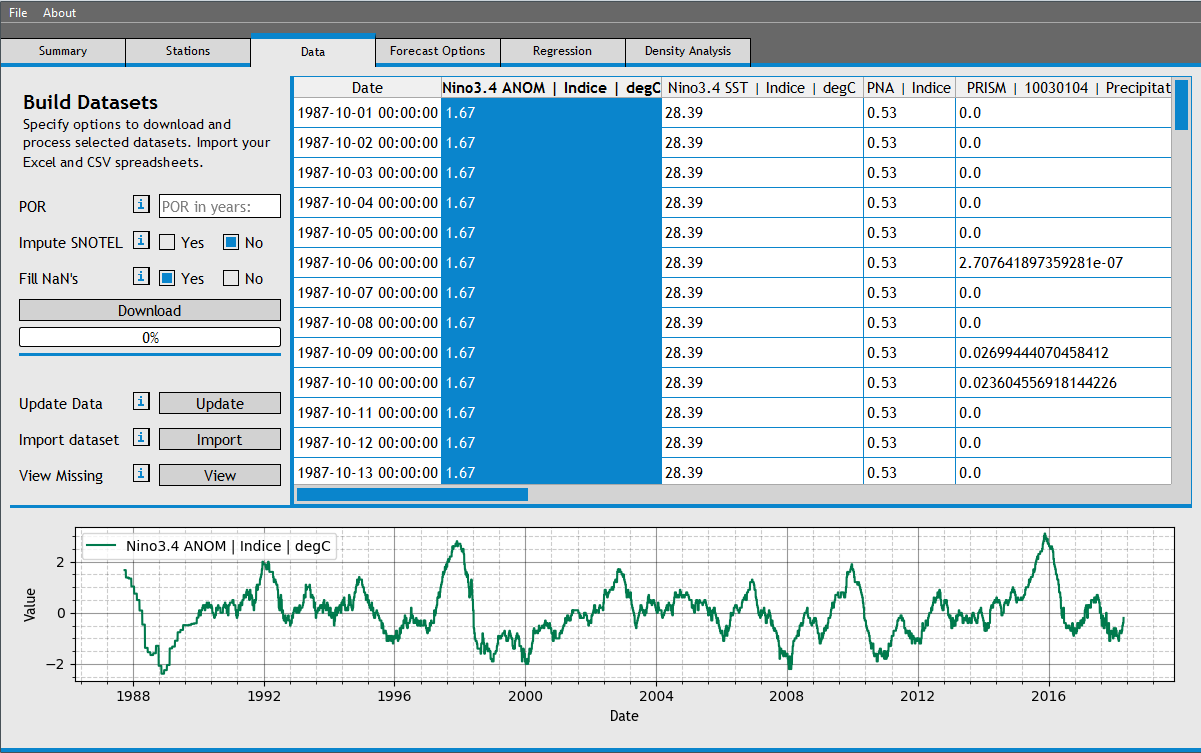 File About
Summary Stations Data Forecast Options Regression Density Analysis
Build Datasets
Specify options to download and
process selected datasets. Import your
Excel and CSV spreadsheets.
POR i POR in years:
Impute SNOTEL i Yes No
Fill NaN's i Yes No
Download
0%
Update Data i Update
Import dataset i Import
View Missing i View
Date Nino3.4 ANOM | Indice | degC Nino3.4 SST | Indice | degC PNA | Indice PRISM | 10030104 | Precipitat
1987-10-01 00:00:00 1.67 28.39 0.53 0.0
1987-10-02 00:00:00 1.67 28.39 0.53 0.0
1987-10-03 00:00:00 1.67 28.39 0.53 0.0
1987-10-04 00:00:00 1.67 28.39 0.53 0.0
1987-10-05 00:00:00 1.67 28.39 0.53 0.0
1987-10-06 00:00:00 1.67 28.39 0.53 2.707641897359281e-07
1987-10-07 00:00:00 1.67 28.39 0.53 0.0
1987-10-08 00:00:00 1.67 28.39 0.53 0.0
1987-10-09 00:00:00 1.67 28.39 0.53 0.02699444070458412
1987-10-10 00:00:00 1.67 28.39 0.53 0.023604556918144226
1987-10-11 00:00:00 1.67 28.39 0.53 0.0
1987-10-12 00:00:00 1.67 28.39 0.53 0.0
1987-10-13 00:00:00 1.67 28.39 0.53 0.0
Nino3.4 ANOM | Indice | degC
Value
2
0
−2
1988 1992 1996 2000 2004 2008 2012 2016
Date